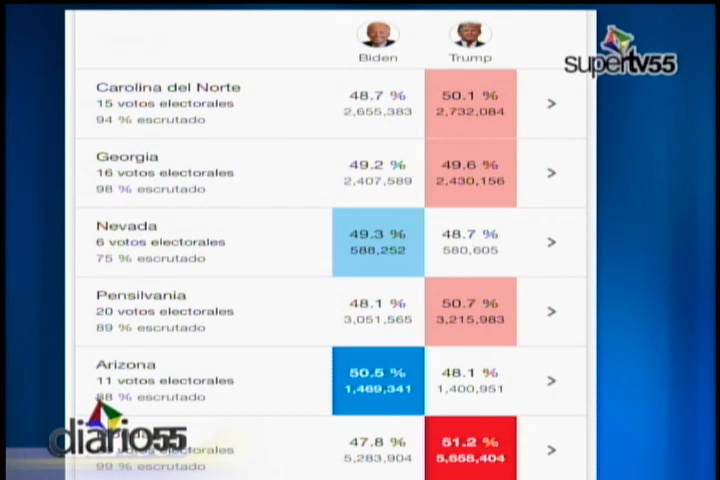 Biden Trump
supertv55
Carolina del Norte
15 votos electorales
94 % escrutado
48.7 %
2,655,383
50.1 %
2,732,084
>
Georgia
16 votos electorales
98 % escrutado
49.2 %
2,407,589
49.6 %
2,430,156
>
Nevada
6 votos electorales
75 % escrutado
49.3 %
588,252
48.7 %
580,605
>
Pensilvania
20 votos electorales
89 % escrutado
48.1 %
3,051,565
50.7 %
3,215,983
>
Arizona
11 votos electorales
88 % escrutado
50.5 %
1,469,341
48.1 %
1,400,951
>
diario55
electorales
99 % escrutado
47.8 %
5,283,904
51.2 %
5,658,404
>